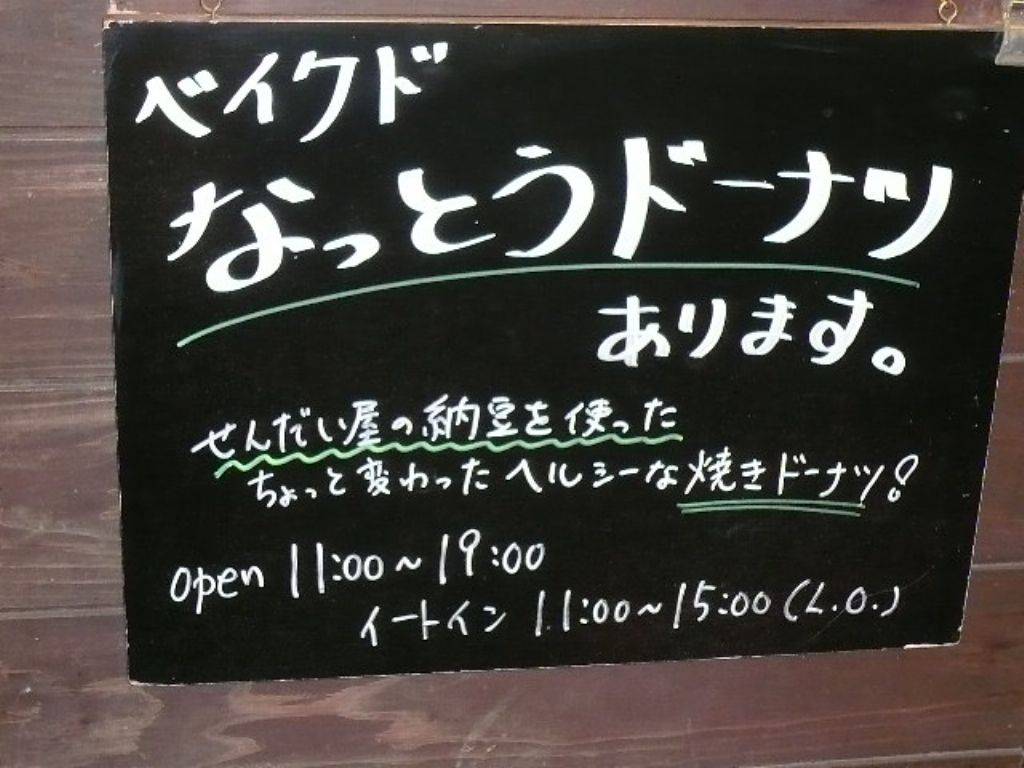 ベイクド
なっとうドーナツ
あります。
せんだい屋の納豆を使った
ちょっと変わったヘルシーな焼きドーナツ!
open 11:00~19:00
イートイン 11:00~15:00(L.O.)